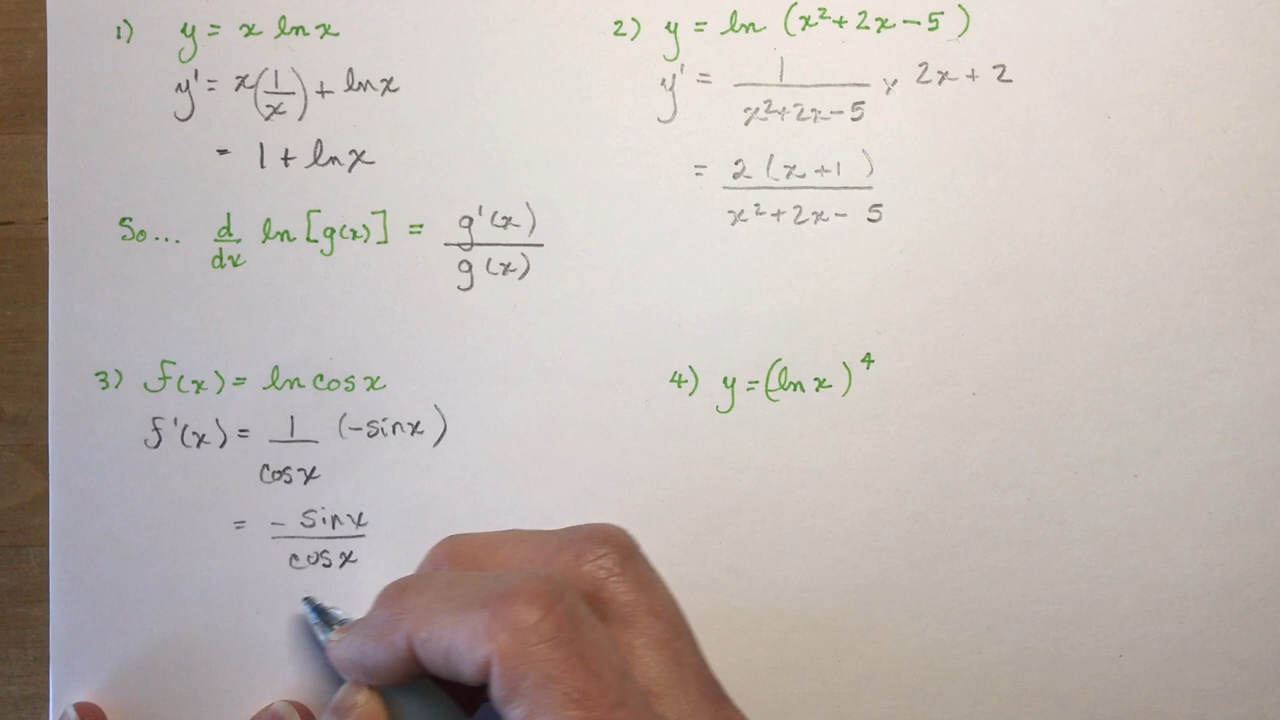 1) y = x ln x
y' = x(1/x) + ln x
= 1 + ln x
2) y = ln (x²+2x-5)
y' = 1/(x²+2x-5) × 2x+2
= 2(x+1)/(x²+2x-5)
So... d/dx ln [g(x)] = g'(x)/g(x)
3) f(x) = ln cos x
f'(x) = 1/cos x (-sin x)
= -sin x/cos x
4) y = (ln x)⁴